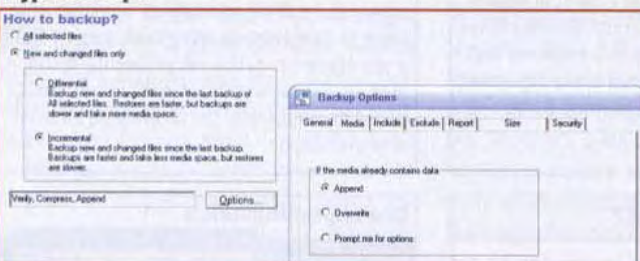 How to backup?
All selected files
New and changed files only
Differential
Backup new and changed files since the last backup of
All selected files. Restores are faster, but backups are
slower and take more media space.
Incremental
Backup new and changed files since the last backup.
Backups are faster and take less media space, but restores
are slower.
Verify, Compress, Append
Options...
Backup Options
General Media Include Exclude Report Size Security
If the media already contains data
Append
Overwrite
Prompt me for options